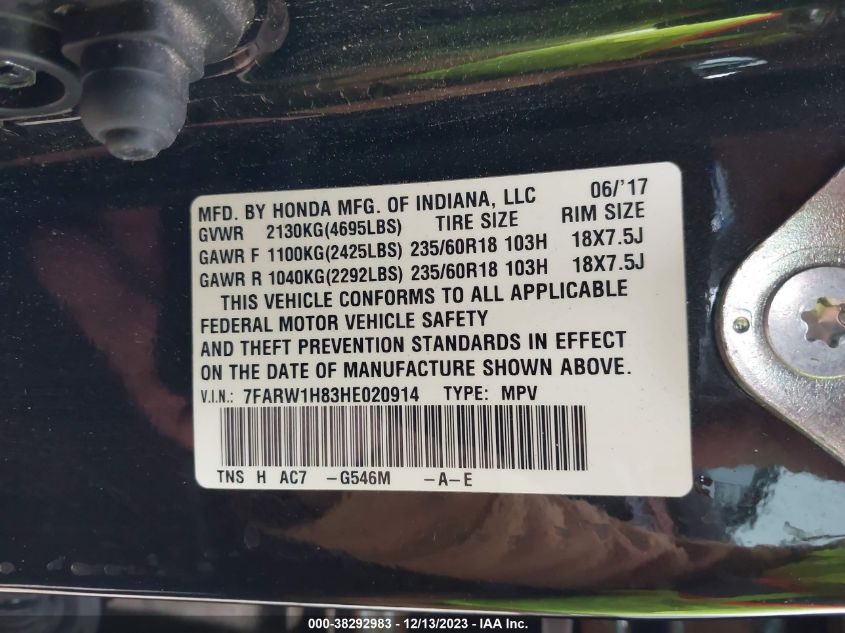 MFD. BY HONDA MFG. OF INDIANA, LLC 06/'17
GVWR 2130KG(4695LBS) TIRE SIZE RIM SIZE
GAWR F 1100KG(2425LBS) 235/60R18 103H 18X7.5J
GAWR R 1040KG(2292LBS) 235/60R18 103H 18X7.5J
THIS VEHICLE CONFORMS TO ALL APPLICABLE
FEDERAL MOTOR VEHICLE SAFETY
AND THEFT PREVENTION STANDARDS IN EFFECT
ON THE DATE OF MANUFACTURE SHOWN ABOVE.
V.I.N.: 7FARW1H83HE020914 TYPE: MPV
TNS H AC7 -G546M -A-E
000-38292983 - 12/13/2023 - IAA Inc.